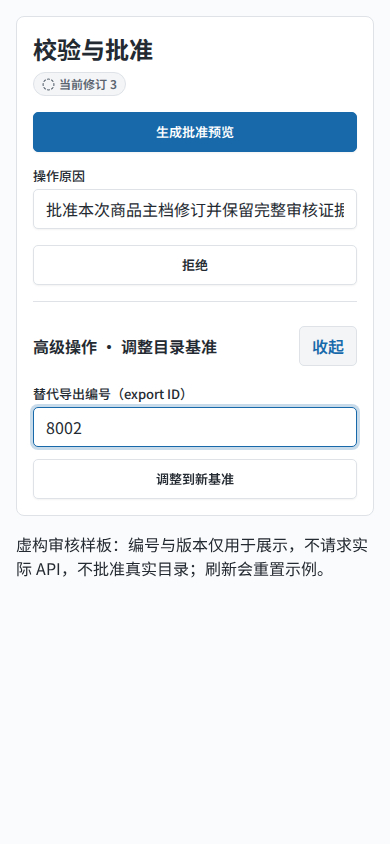 校验与批准
当前修订 3
生成批准预览
操作原因
批准本次商品主档修订并保留完整审核证据
拒绝
高级操作 · 调整目录基准
收起
替代导出编号（export ID）
8002
调整到新基准
虚构审核样板：编号与版本仅用于展示，不请求实
际 API，不批准真实目录；刷新会重置示例。